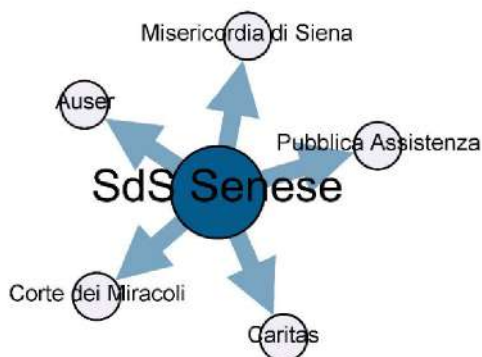 Misericordia di Siena
Auser
Pubblica Assistenza
SdS Senese
Corte dei Miracoli
Caritas